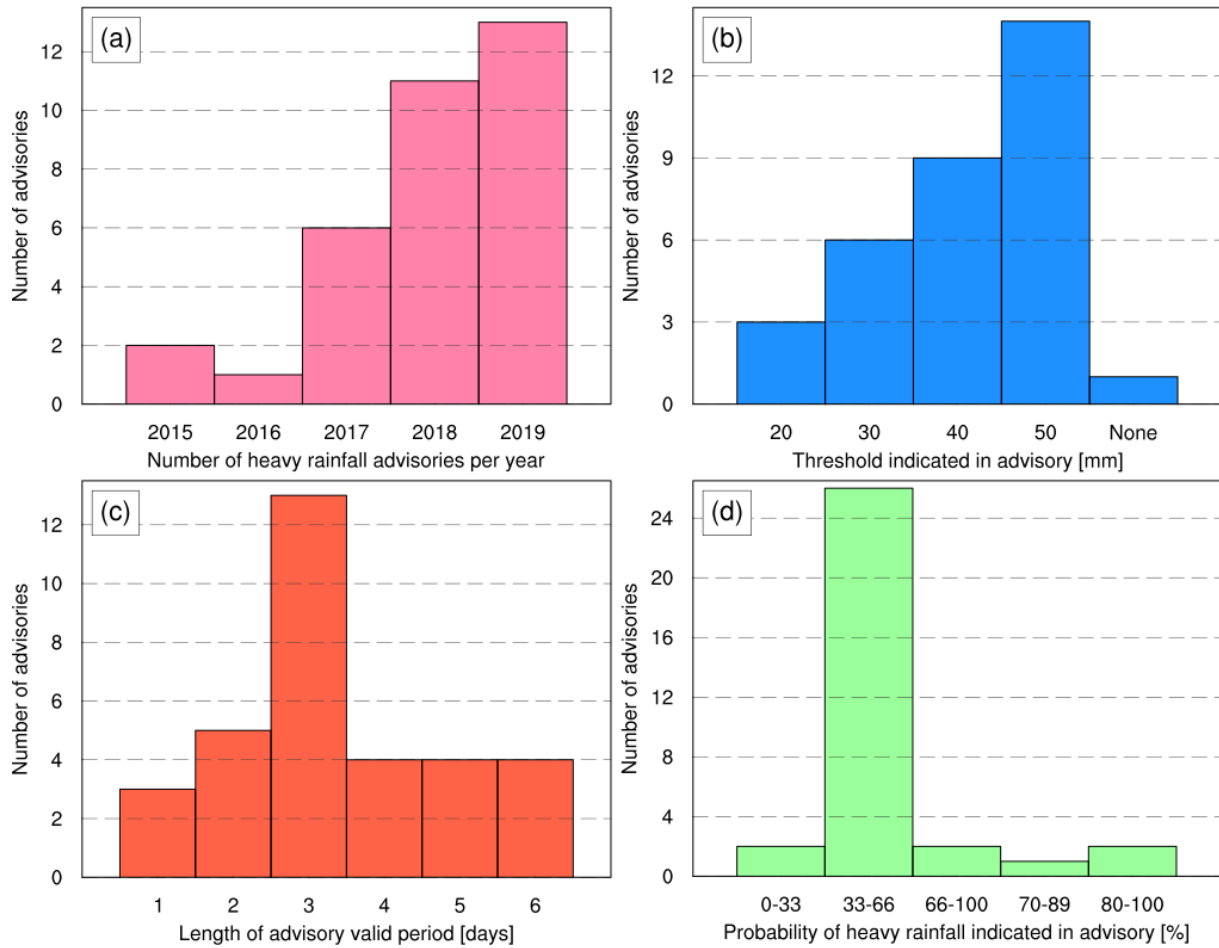 (a)
Number of advisories
12
10
8
6
4
2
0
2015 2016 2017 2018 2019
Number of heavy rainfall advisories per year
(b)
Number of advisories
12
9
6
3
0
20 30 40 50 None
Threshold indicated in advisory [mm]
(c)
Number of advisories
12
10
8
6
4
2
0
1 2 3 4 5 6
Length of advisory valid period [days]
(d)
Number of advisories
24
20
16
12
8
4
0
0-33 33-66 66-100 70-89 80-100
Probability of heavy rainfall indicated in advisory [%]